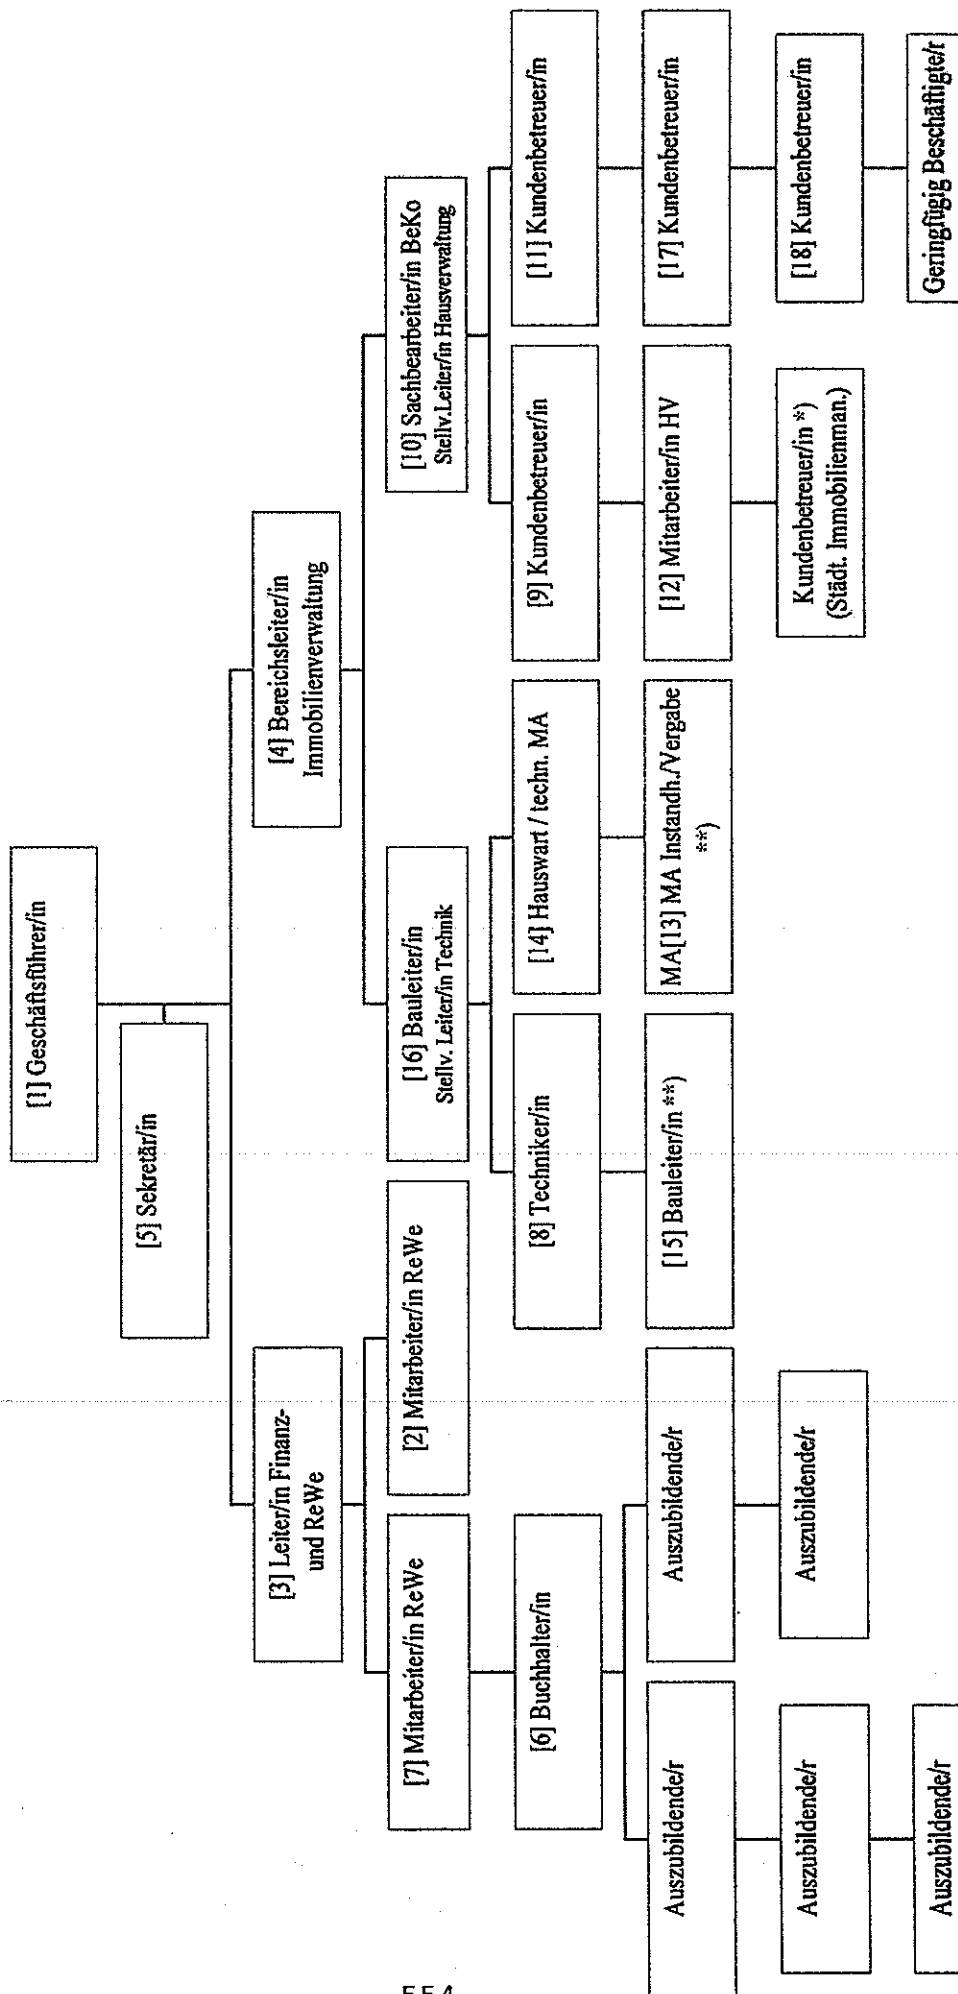 [1] Geschäftsführer/in
[5] Sekretär/in
[3] Leiter/in Finanz-
und ReWe
[4] Bereichsleiter/in
Immobilienverwaltung
[7] Mitarbeiter/in ReWe
[2] Mitarbeiter/in ReWe
[16] Bauleiter/in
Stellv. Leiter/in Technik
[10] Sachbearbeiter/in BeKo
Stellv.Leiter/in Hausverwaltung
[6] Buchhalter/in
[8] Techniker/in
[14] Hauswart / techn. MA
[9] Kundenbetreuer/in
[11] Kundenbetreuer/in
Auszubildende/r
Auszubildende/r
[15] Bauleiter/in **)
MA[13] MA Instandh./Vergabe
**)
[12] Mitarbeiter/in HV
[17] Kundenbetreuer/in
Auszubildende/r
Auszubildende/r
Kundenbetreuer/in *)
(Städt. Immobilienman.)
[18] Kundenbetreuer/in
Auszubildende/r
Geringfügig Beschäftigte/r
554